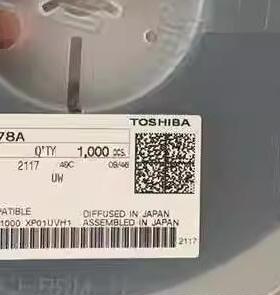 TOSHIBA
78A
Q'TY 1,000 pcs.
2117 49C 09/46
UW
PATIBLE DIFFUSED IN JAPAN
1000 XP01UVH1 ASSEMBLED IN JAPAN
2117